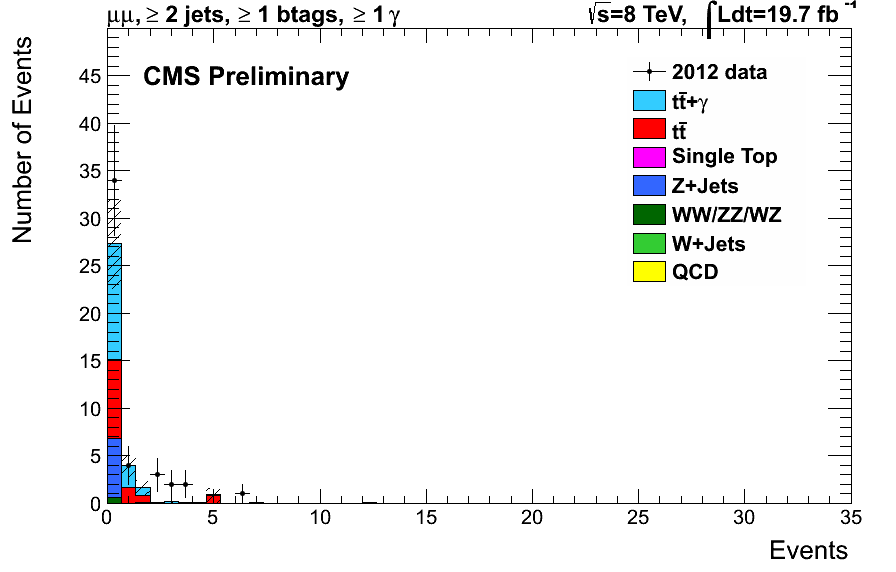 μμ, ≥ 2 jets, ≥ 1 btags, ≥ 1 γ
√s=8 TeV, ∫Ldt=19.7 fb⁻¹
CMS Preliminary
2012 data
tt̄+γ
tt̄
Single Top
Z+Jets
WW/ZZ/WZ
W+Jets
QCD
Number of Events
45
40
35
30
25
20
15
10
5
0
0 5 10 15 20 25 30 35
Events